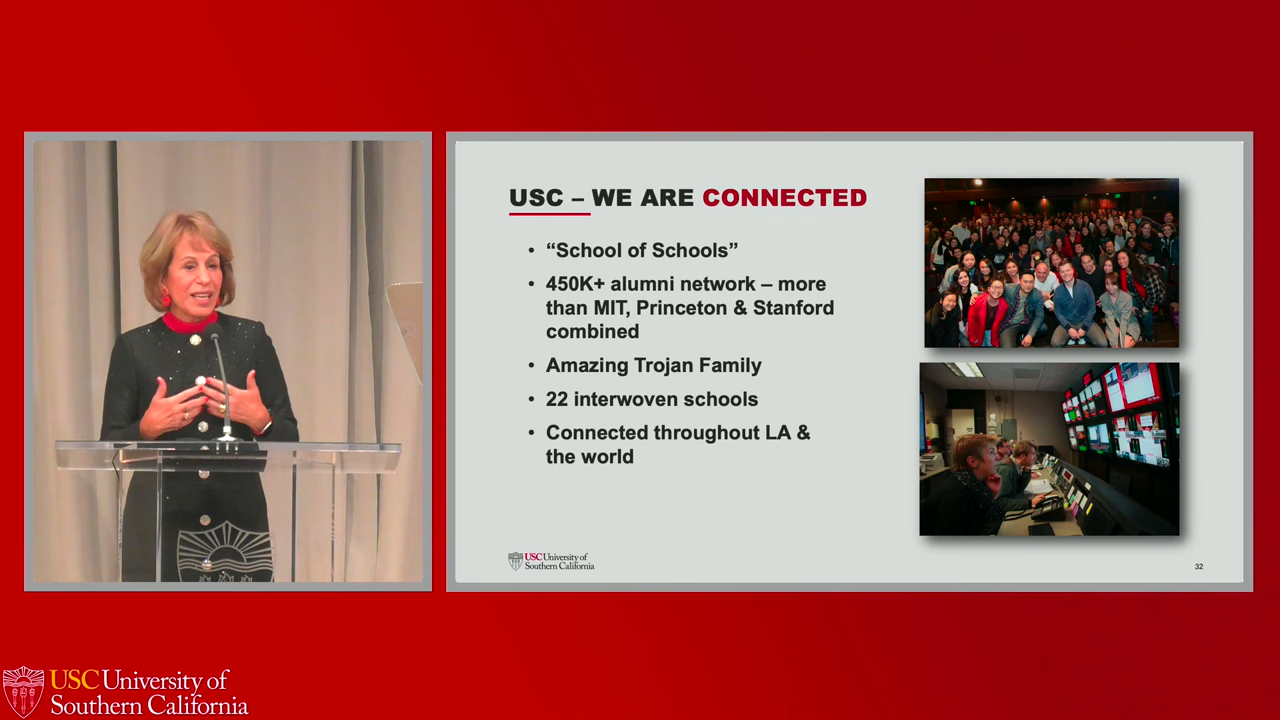 USC – WE ARE CONNECTED
• “School of Schools”
• 450K+ alumni network – more
than MIT, Princeton & Stanford
combined
• Amazing Trojan Family
• 22 interwoven schools
• Connected throughout LA &
the world
USC University of
Southern California
32
USC University of
Southern California